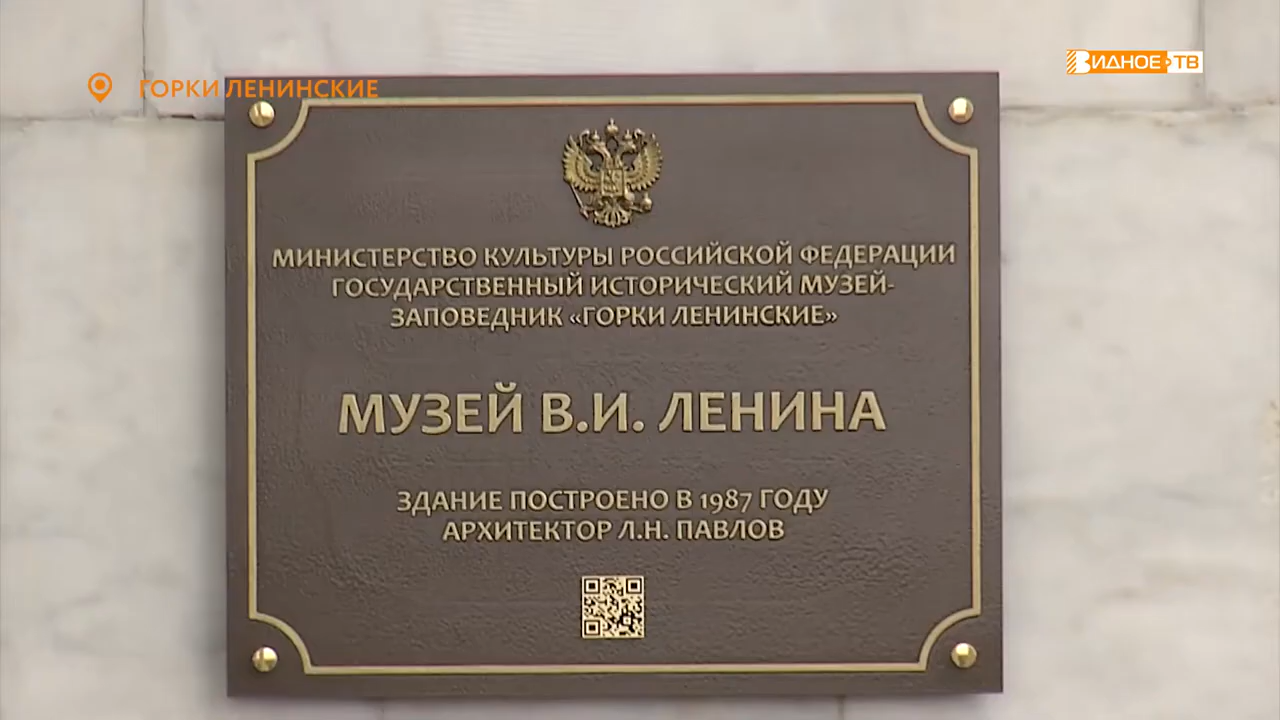 ГОРКИ ЛЕНИНСКИЕ
ВИДНОЕ ТВ
МИНИСТЕРСТВО КУЛЬТУРЫ РОССИЙСКОЙ ФЕДЕРАЦИИ
ГОСУДАРСТВЕННЫЙ ИСТОРИЧЕСКИЙ МУЗЕЙ-
ЗАПОВЕДНИК «ГОРКИ ЛЕНИНСКИЕ»
МУЗЕЙ В.И. ЛЕНИНА
ЗДАНИЕ ПОСТРОЕНО В 1987 ГОДУ
АРХИТЕКТОР Л.Н. ПАВЛОВ